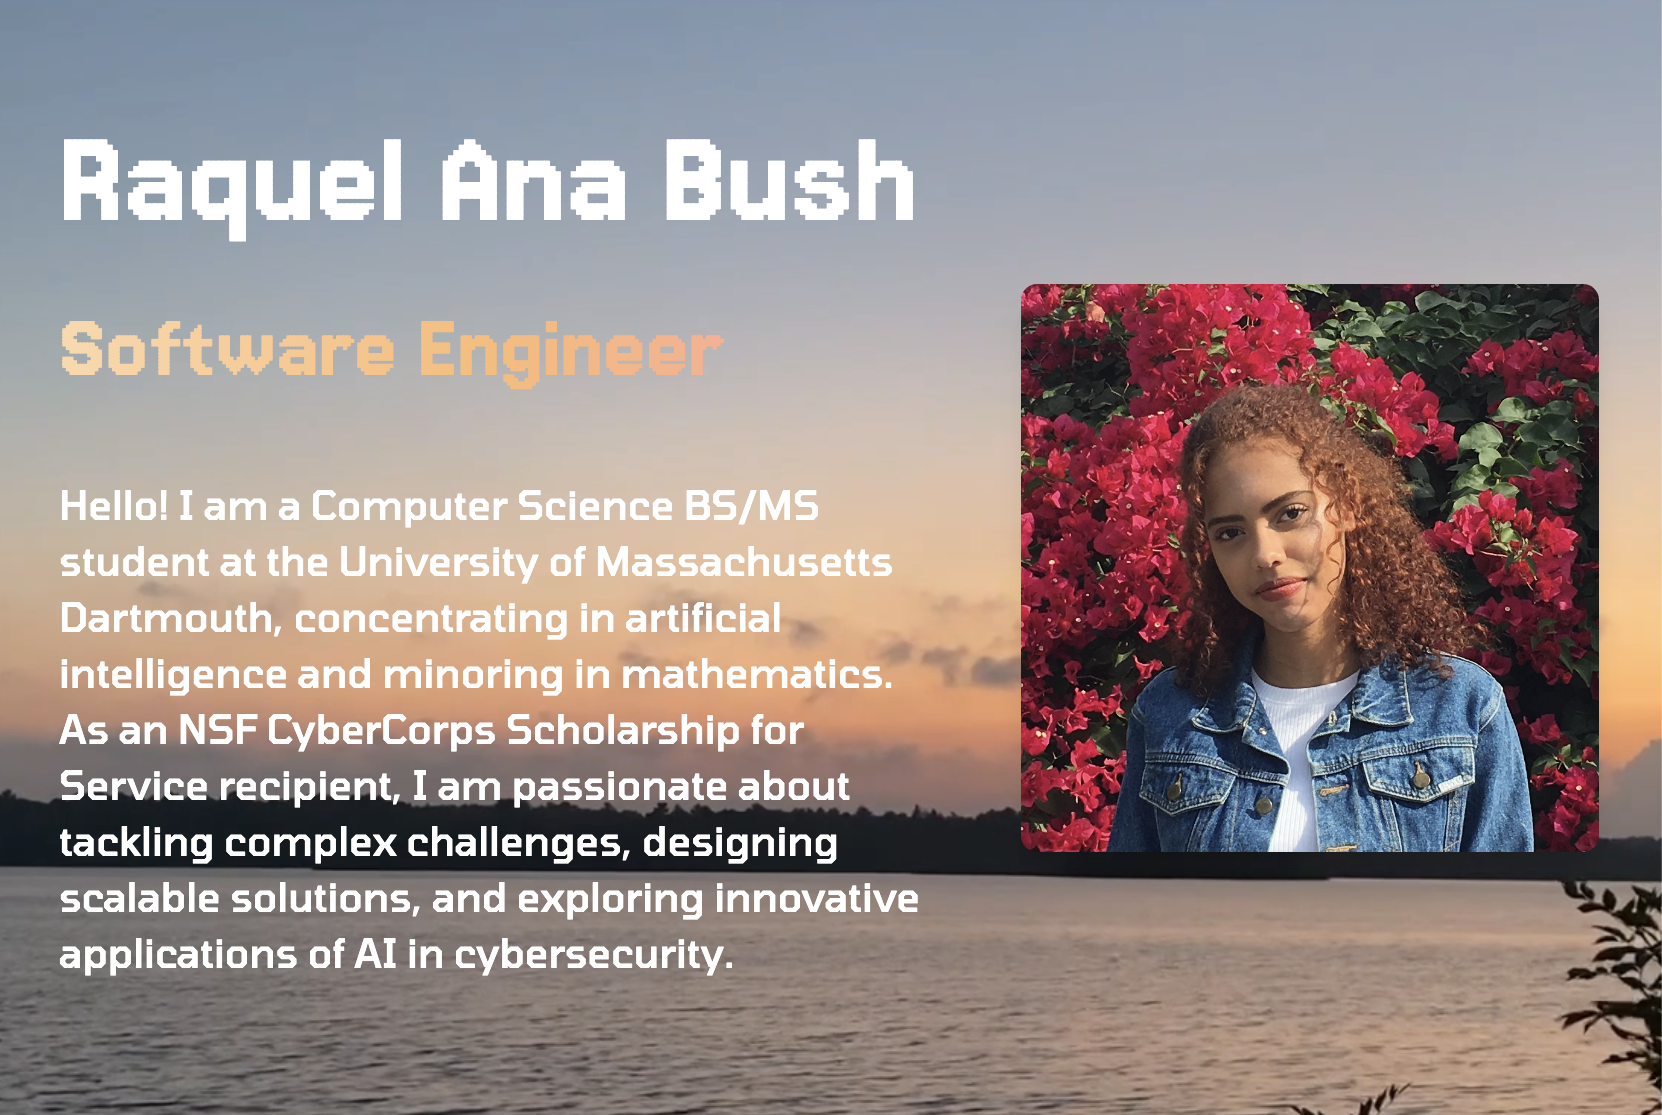 Raquel Ana Bush
Software Engineer
Hello! I am a Computer Science BS/MS
student at the University of Massachusetts
Dartmouth, concentrating in artificial
intelligence and minoring in mathematics.
As an NSF CyberCorps Scholarship for
Service recipient, I am passionate about
tackling complex challenges, designing
scalable solutions, and exploring innovative
applications of AI in cybersecurity.